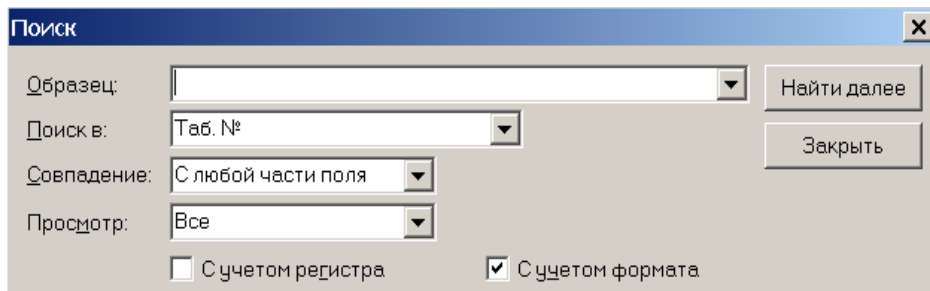 Поиск
Образец:
Найти далее
Поиск в: Таб. №
Закрыть
Совпадение: С любой части поля
Просмотр: Все
С учетом регистра С учетом формата